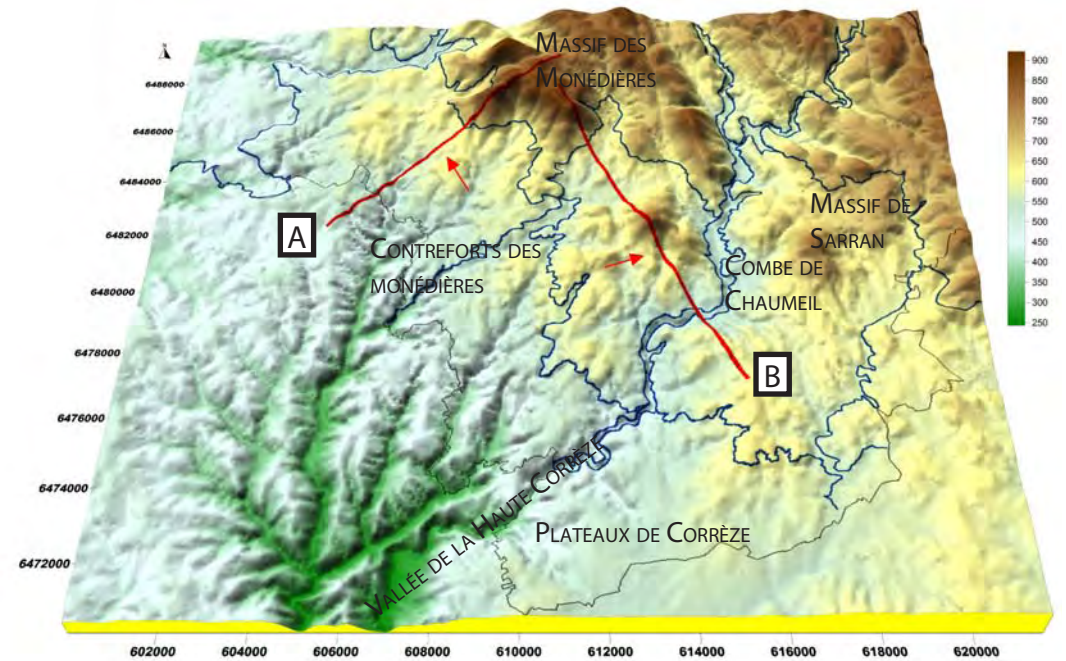 MASSIF DES
MONÉDIÈRES
MASSIF DE
SARRAN
CONTREFORTS DES
MONÉDIÈRES
COMBE DE
CHAUMEIL
VALLÉE DE LA HAUTE CORRÈZE
PLATEAUX DE CORRÈZE
A
B
6488000
6486000
6484000
6482000
6480000
6478000
6476000
6474000
6472000
602000 604000 606000 608000 610000 612000 614000 616000 618000 620000
900
850
800
750
700
650
600
550
500
450
400
350
300
250